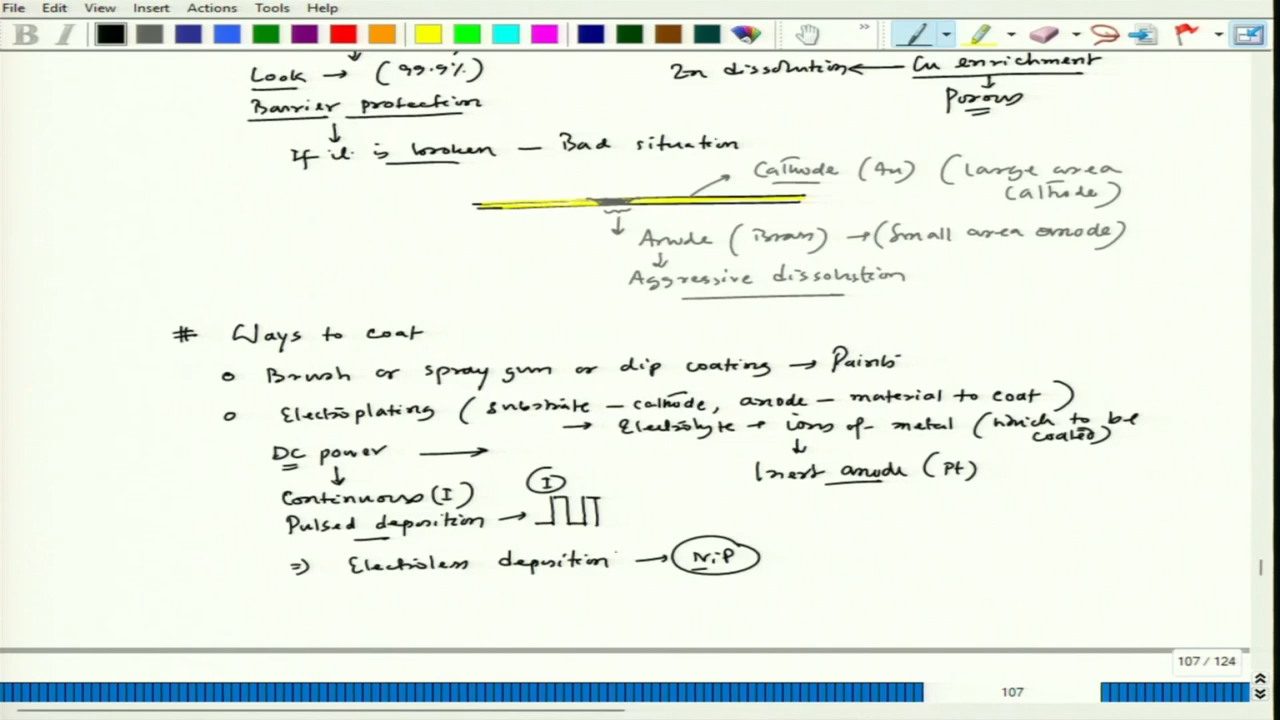 File Edit View Insert Actions Tools Help
B I
Look → (99.9%)
Zn dissolution ← Cu enrichment
Barrier protection
Porous
If it is broken — Bad situation
Cathode (Au) (Large area cathode)
Anode (Brass) → (Small area anode)
Aggressive dissolution
# Ways to coat
o Brush or spray gun or dip coating → Paints
o Electroplating (substrate – cathode, anode – material to coat)
→ Electrolyte → ions of metal (which to be coated)
DC power →
Inert anode (Pt)
Continuous (I)
I
Pulsed deposition →
⇒ Electroless deposition → NiP
107 / 124
107